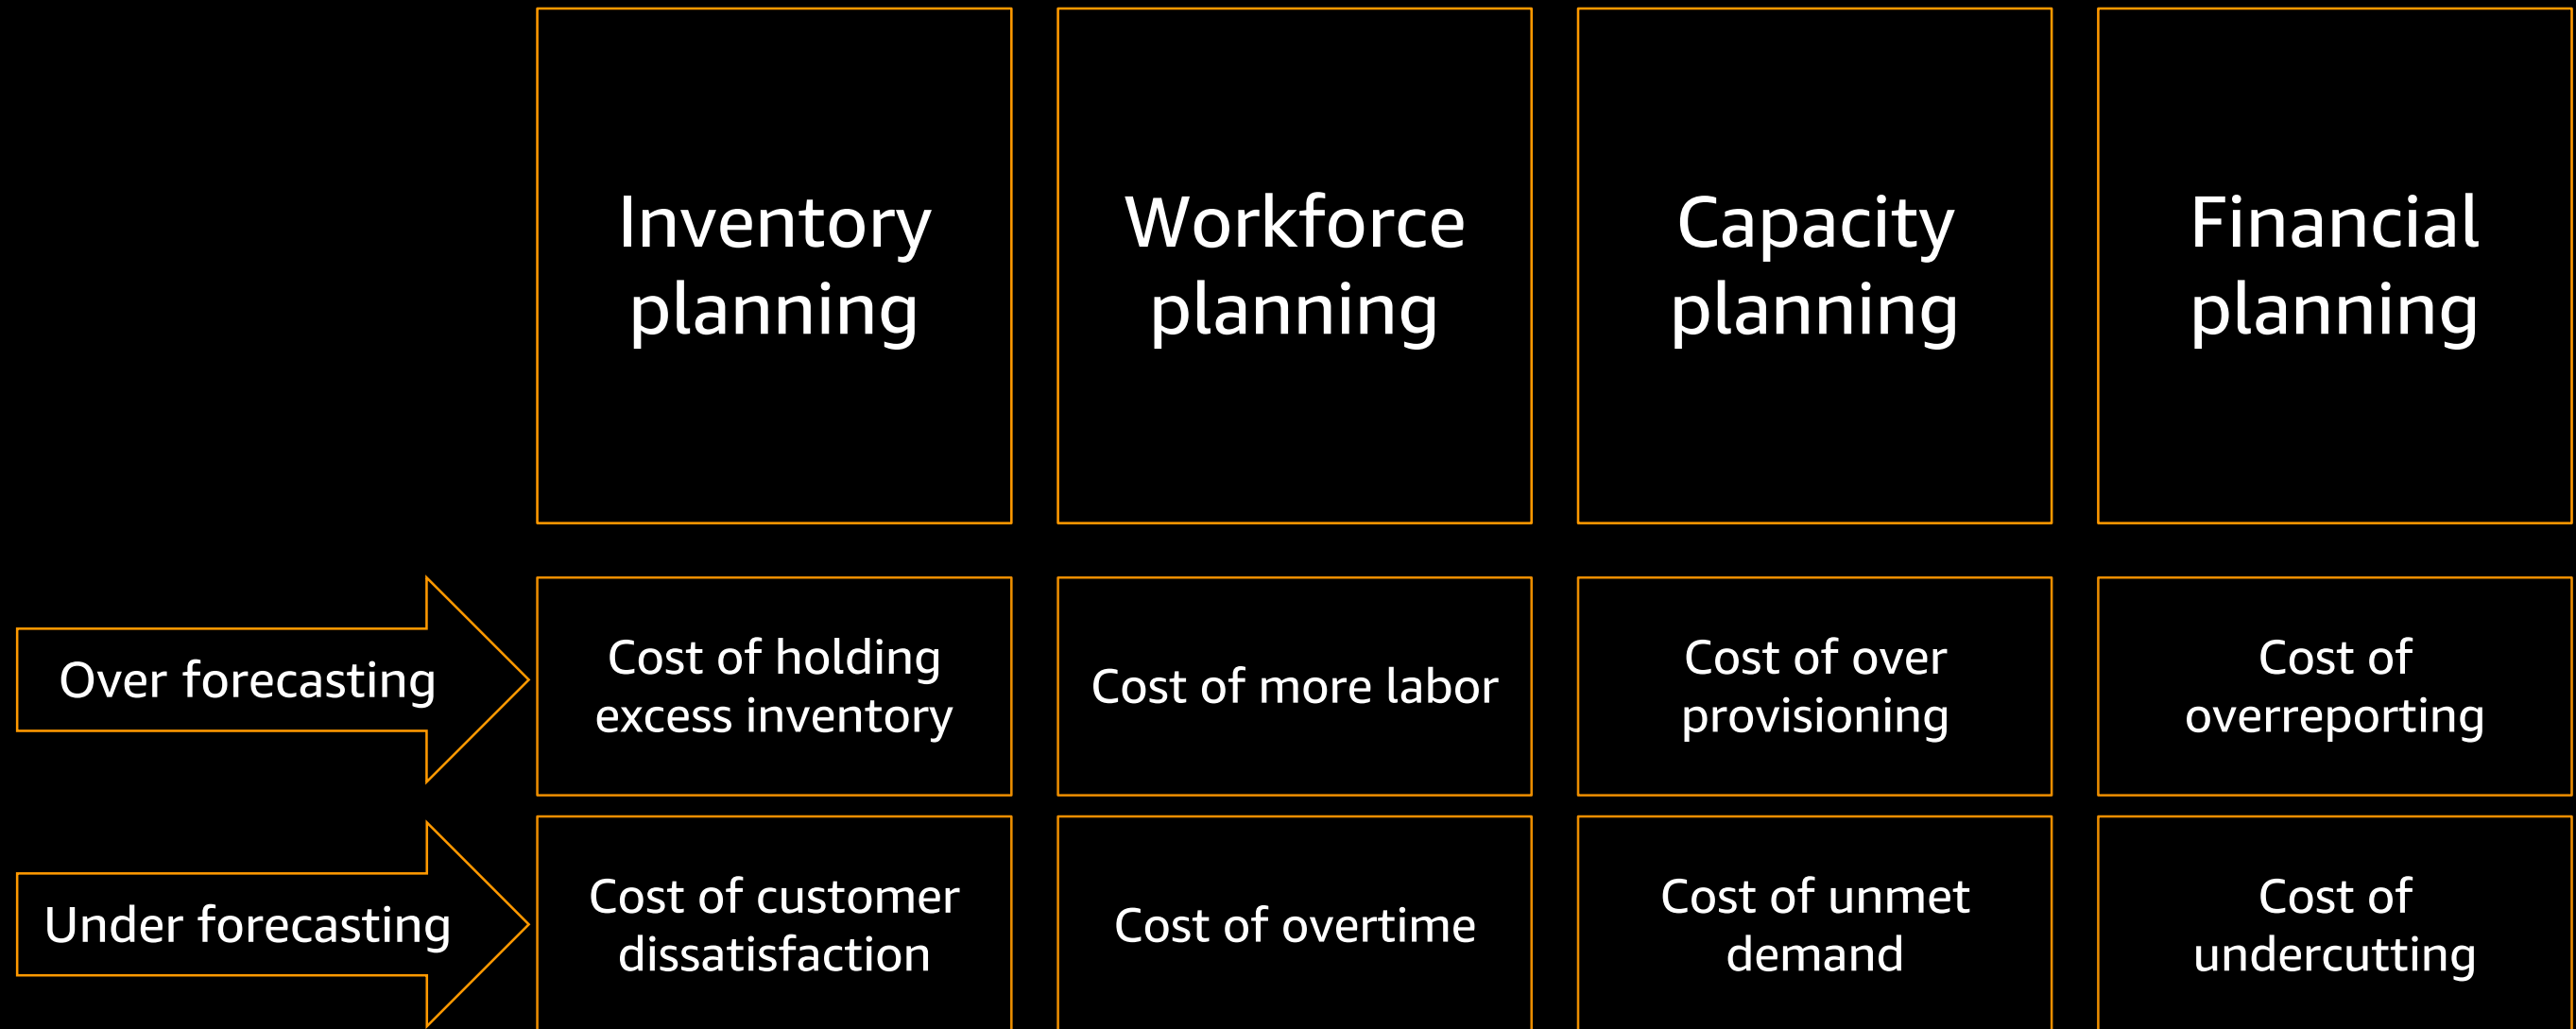 Inventory
planning
Workforce
planning
Capacity
planning
Financial
planning
Over forecasting
Cost of holding
excess inventory
Cost of more labor
Cost of over
provisioning
Cost of
overreporting
Under forecasting
Cost of customer
dissatisfaction
Cost of overtime
Cost of unmet
demand
Cost of
undercutting